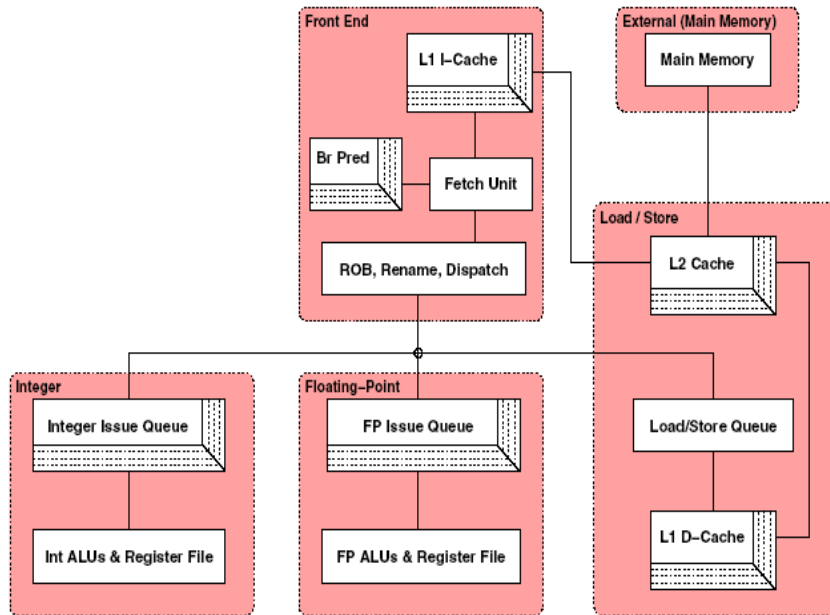 Front End
L1 I-Cache
Br Pred
Fetch Unit
ROB, Rename, Dispatch
External (Main Memory)
Main Memory
Load / Store
L2 Cache
Load/Store Queue
L1 D-Cache
Integer
Integer Issue Queue
Int ALUs & Register File
Floating-Point
FP Issue Queue
FP ALUs & Register File